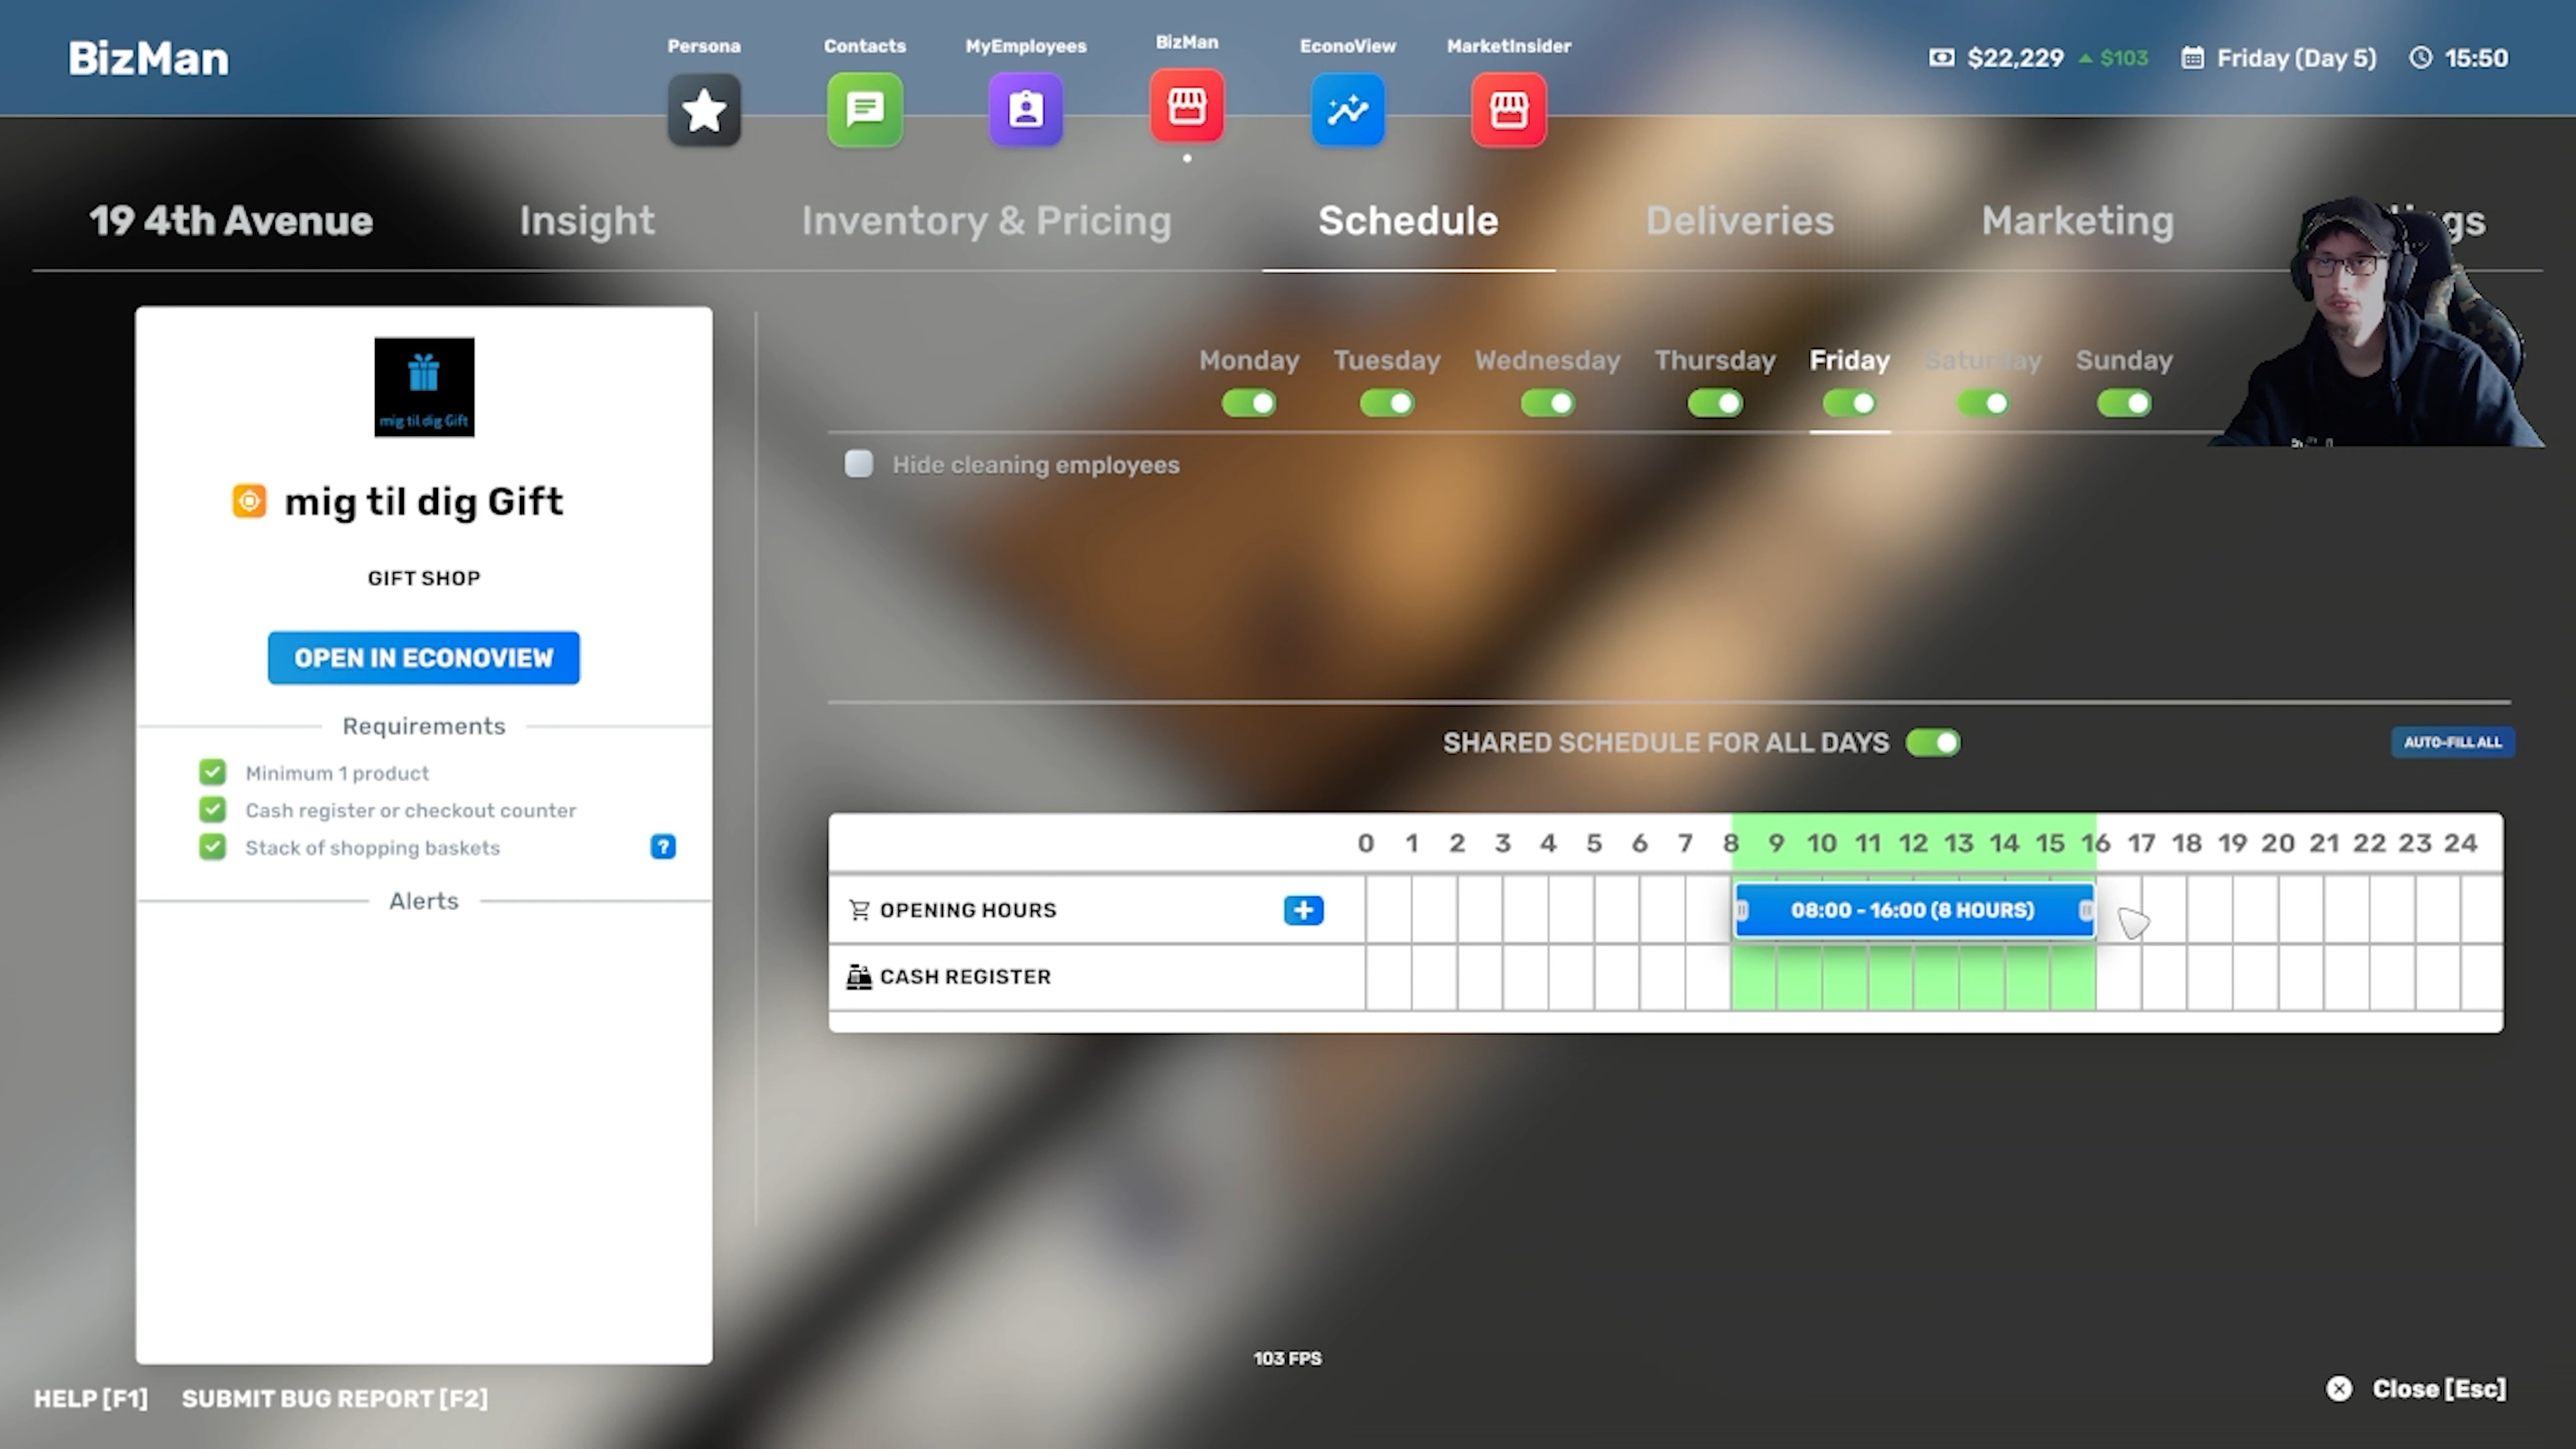 BizMan
Persona
Contacts
MyEmployees
BizMan
EconoView
MarketInsider
$22,229
$103
Friday (Day 5)
15:50
19 4th Avenue
Insight
Inventory & Pricing
Schedule
Deliveries
Marketing
mig til dig Gift
mig til dig Gift
GIFT SHOP
OPEN IN ECONOVIEW
Requirements
Minimum 1 product
Cash register or checkout counter
Stack of shopping baskets
?
Alerts
Monday
Tuesday
Wednesday
Thursday
Friday
Saturday
Sunday
Hide cleaning employees
SHARED SCHEDULE FOR ALL DAYS
AUTO-FILL ALL
0 1 2 3 4 5 6 7 8 9 10 11 12 13 14 15 16 17 18 19 20 21 22 23 24
OPENING HOURS
08:00 - 16:00 (8 HOURS)
CASH REGISTER
103 FPS
HELP [F1]
SUBMIT BUG REPORT [F2]
Close [Esc]